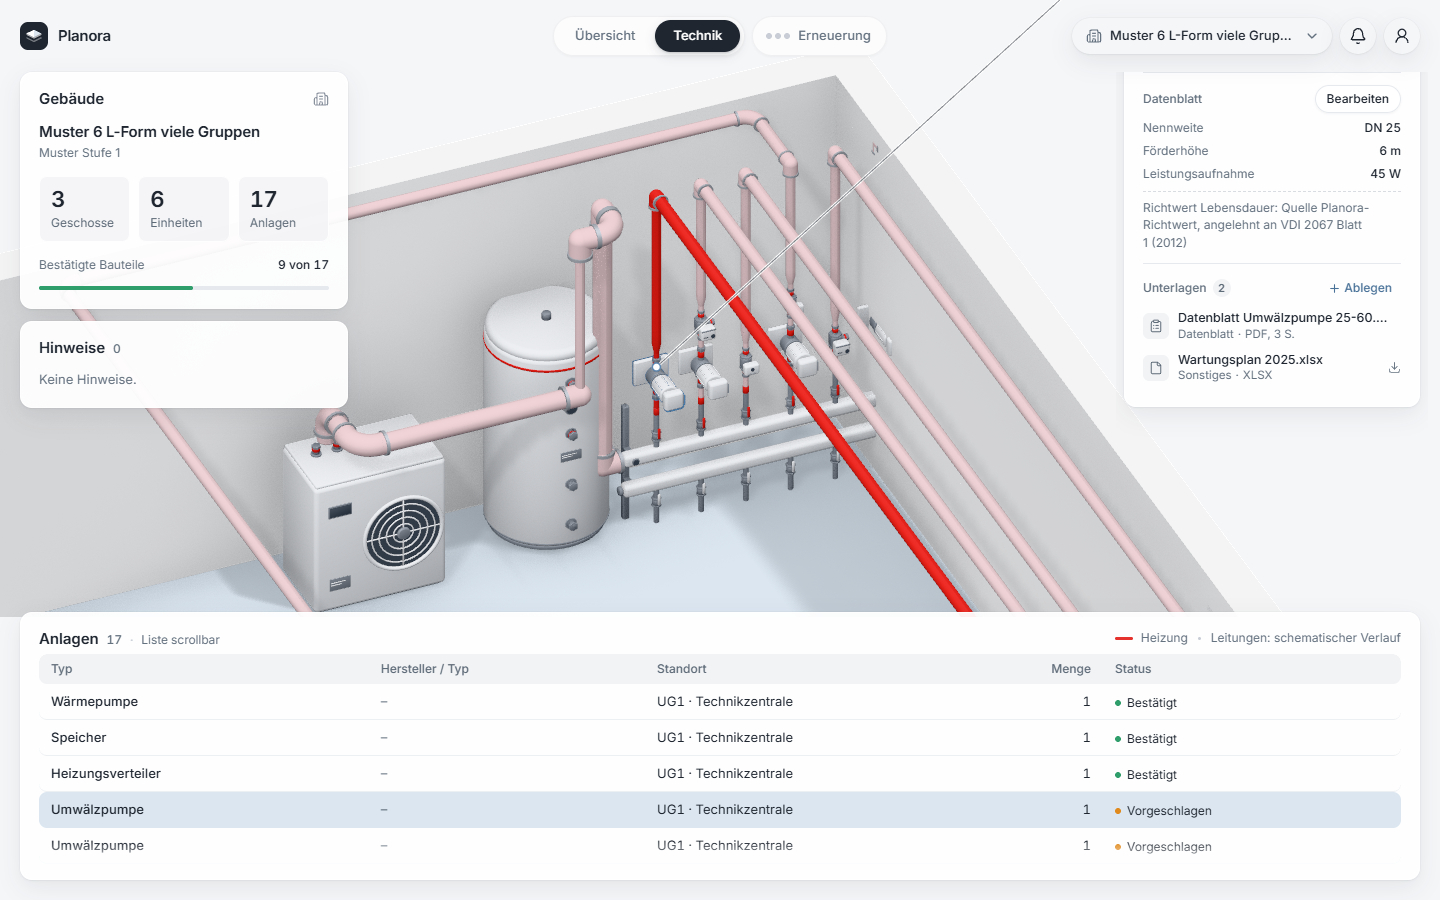 Planora
Übersicht
Technik
Erneuerung
Muster 6 L-Form viele Grup...
Gebäude
Muster 6 L-Form viele Gruppen
Muster Stufe 1
3
Geschosse
6
Einheiten
17
Anlagen
Bestätigte Bauteile
9 von 17
Hinweise 0
Keine Hinweise.
Datenblatt
Bearbeiten
Nennweite
DN 25
Förderhöhe
6 m
Leistungsaufnahme
45 W
Richtwert Lebensdauer: Quelle Planora-
Richtwert, angelehnt an VDI 2067 Blatt
1 (2012)
Unterlagen 2
+ Ablegen
Datenblatt Umwälzpumpe 25-60....
Datenblatt · PDF, 3 S.
Wartungsplan 2025.xlsx
Sonstiges · XLSX
Anlagen 17 · Liste scrollbar
Heizung • Leitungen: schematischer Verlauf
Typ Hersteller / Typ Standort Menge Status
Wärmepumpe – UG1 · Technikzentrale 1 Bestätigt
Speicher – UG1 · Technikzentrale 1 Bestätigt
Heizungsverteiler – UG1 · Technikzentrale 1 Bestätigt
Umwälzpumpe – UG1 · Technikzentrale 1 Vorgeschlagen
Umwälzpumpe – UG1 · Technikzentrale 1 Vorgeschlagen